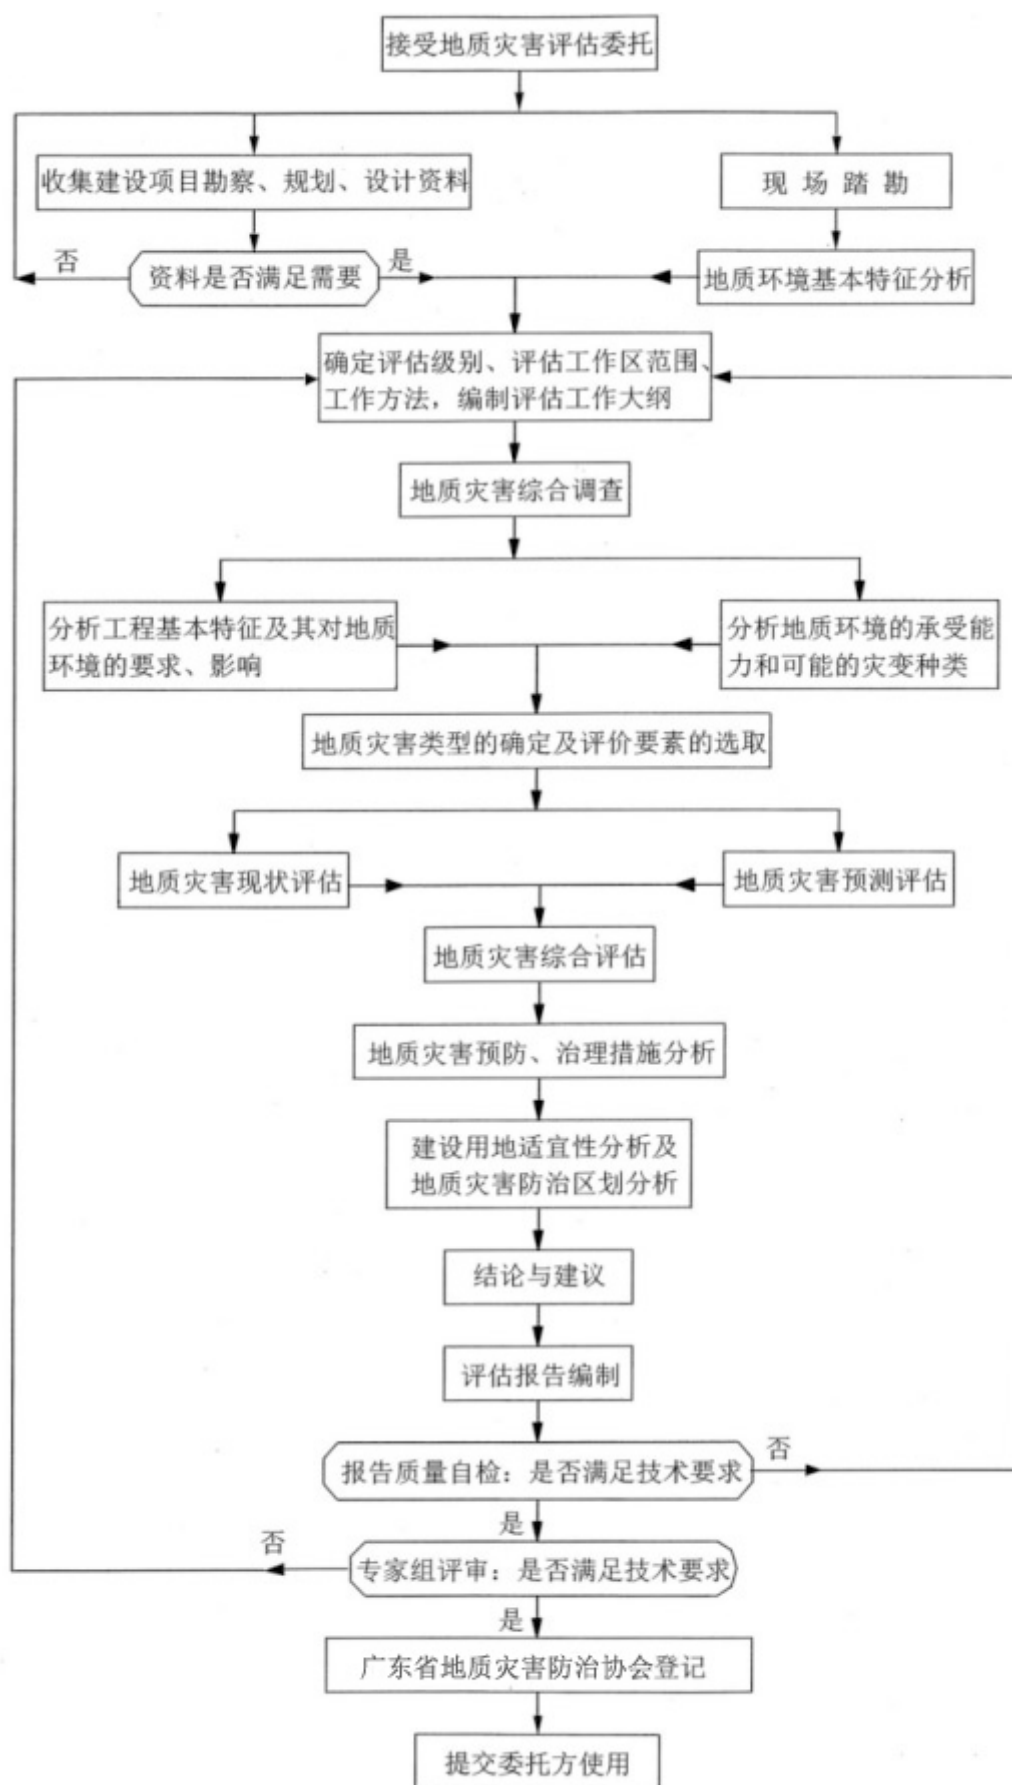 接受地质灾害评估委托
收集建设项目勘察、规划、设计资料
现场踏勘
否
资料是否满足需要
是
地质环境基本特征分析
确定评估级别、评估工作区范围、
工作方法，编制评估工作大纲
地质灾害综合调查
分析工程基本特征及其对地质
环境的要求、影响
分析地质环境的承受能
力和可能的灾变种类
地质灾害类型的确定及评价要素的选取
地质灾害现状评估
地质灾害预测评估
地质灾害综合评估
地质灾害预防、治理措施分析
建设用地适宜性分析及
地质灾害防治区划分析
结论与建议
评估报告编制
报告质量自检：是否满足技术要求
否
是
否
专家组评审：是否满足技术要求
是
广东省地质灾害防治协会登记
提交委托方使用